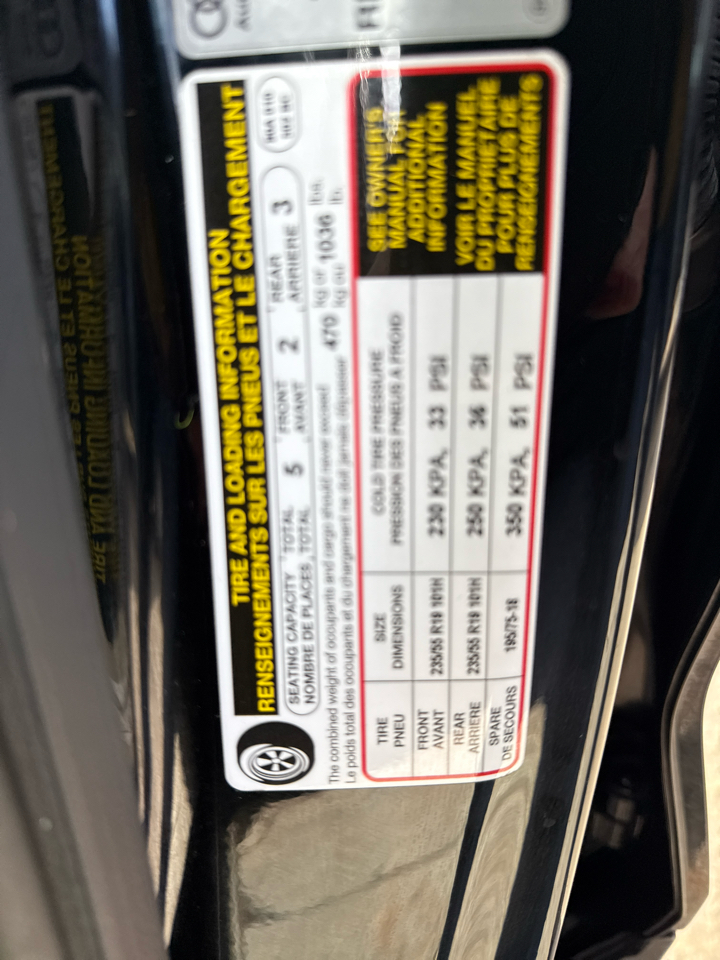 TIRE AND LOADING INFORMATION
RENSEIGNEMENTS SUR LES PNEUS ET LE CHARGEMENT
SEATING CAPACITY TOTAL 5 FRONT 2 REAR 3
NOMBRE DE PLACES TOTAL AVANT ARRIERE
The combined weight of occupants and cargo should never exceed 470 kg or 1036 lbs.
Le poids total des occupants et du chargement ne doit jamais dépasser kg ou lb.
TIRE SIZE COLD TIRE PRESSURE
PNEU DIMENSIONS PRESSION DES PNEUS A FROID
FRONT
AVANT
235/55 R19 101H 230 KPA, 33 PSI
REAR
ARRIERE
235/55 R19 101H 250 KPA, 36 PSI
SPARE
DE SECOURS
195/75-18 350 KPA, 51 PSI
SEE OWNER'S
MANUAL FOR
ADDITIONAL
INFORMATION
VOIR LE MANUEL
DU PROPRIETAIRE
POUR PLUS DE
RENSEIGNEMENTS